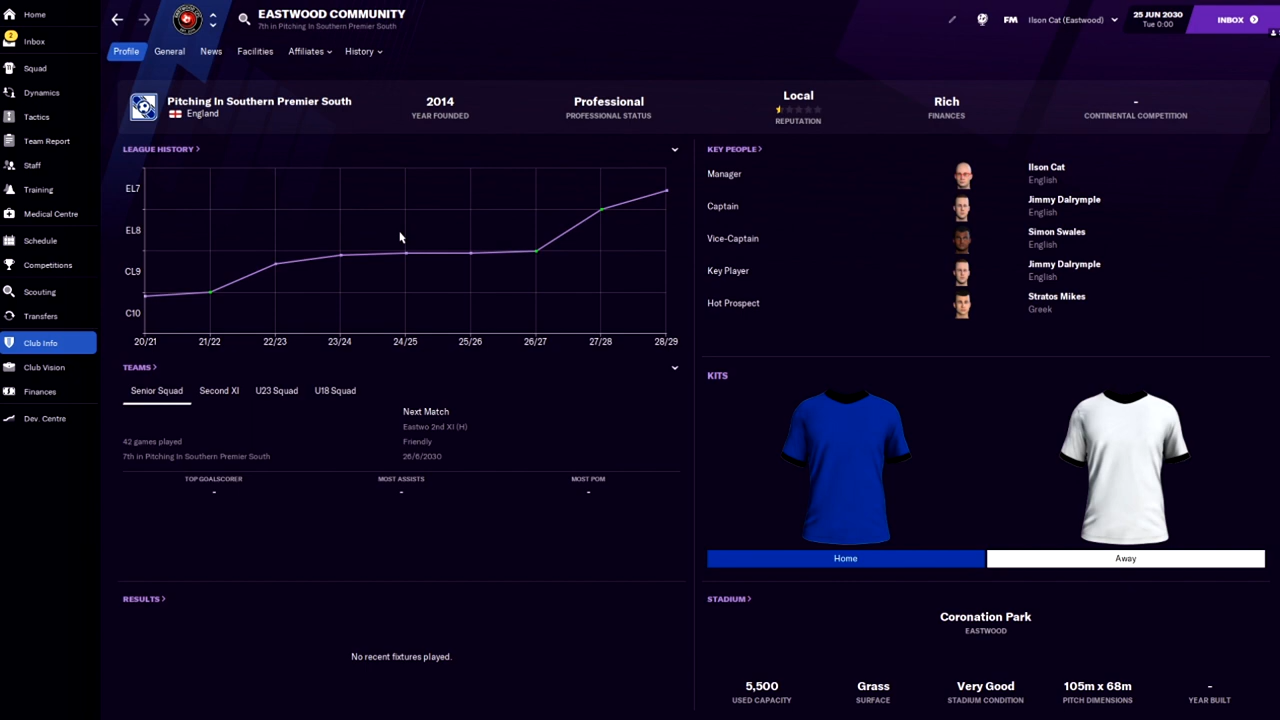 Home
Inbox
2
Squad
Dynamics
Tactics
Team Report
Staff
Training
Medical Centre
Schedule
Competitions
Scouting
Transfers
Club Info
Club Vision
Finances
Dev. Centre
EASTWOOD COMMUNITY
7th in Pitching In Southern Premier South
FM
Ilson Cat (Eastwood)
25 JUN 2030
Tue 0:00
INBOX
Profile
General
News
Facilities
Affiliates
History
Pitching In Southern Premier South
England
2014
YEAR FOUNDED
Professional
PROFESSIONAL STATUS
Local
REPUTATION
Rich
FINANCES
-
CONTINENTAL COMPETITION
LEAGUE HISTORY >
EL7
EL8
CL9
C10
20/21 21/22 22/23 23/24 24/25 25/26 26/27 27/28 28/29
TEAMS >
Senior Squad Second XI U23 Squad U18 Squad
42 games played
7th in Pitching In Southern Premier South
Next Match
Eastwo 2nd XI (H)
Friendly
26/6/2030
TOP GOALSCORER
-
MOST ASSISTS
-
MOST POM
-
RESULTS >
No recent fixtures played.
KEY PEOPLE >
Manager
Ilson Cat
English
Captain
Jimmy Dalrymple
English
Vice-Captain
Simon Swales
English
Key Player
Jimmy Dalrymple
English
Hot Prospect
Stratos Mikes
Greek
KITS
Home
Away
STADIUM >
Coronation Park
EASTWOOD
5,500
USED CAPACITY
Grass
SURFACE
Very Good
STADIUM CONDITION
105m x 68m
PITCH DIMENSIONS
-
YEAR BUILT